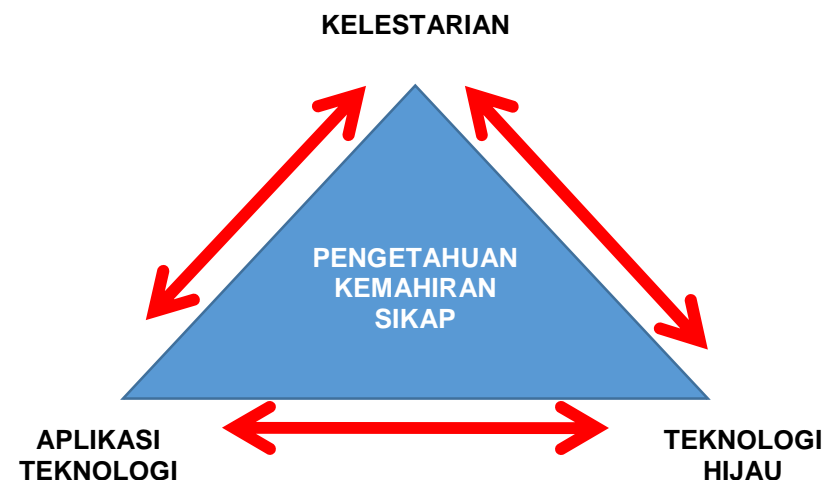 KELESTARIAN
PENGETAHUAN
KEMAHIRAN
SIKAP
APLIKASI
TEKNOLOGI
TEKNOLOGI
HIJAU